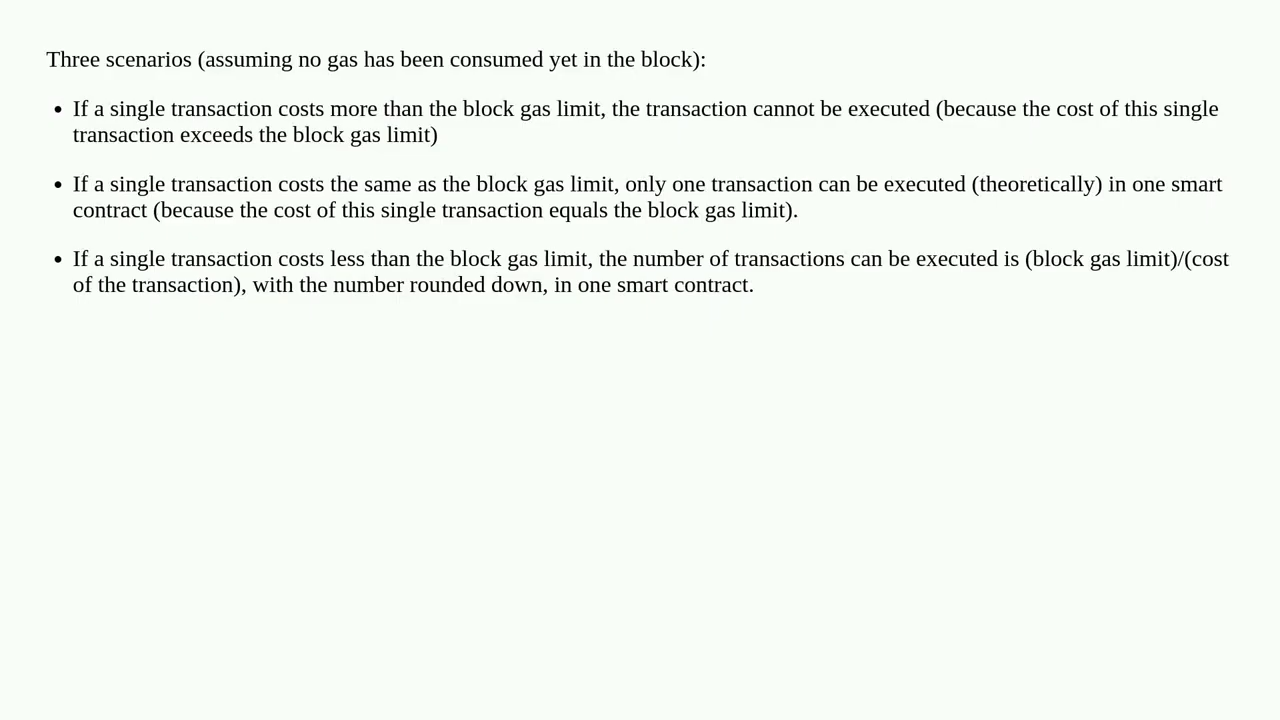 Three scenarios (assuming no gas has been consumed yet in the block):
• If a single transaction costs more than the block gas limit, the transaction cannot be executed (because the cost of this single
transaction exceeds the block gas limit)
• If a single transaction costs the same as the block gas limit, only one transaction can be executed (theoretically) in one smart
contract (because the cost of this single transaction equals the block gas limit).
• If a single transaction costs less than the block gas limit, the number of transactions can be executed is (block gas limit)/(cost
of the transaction), with the number rounded down, in one smart contract.